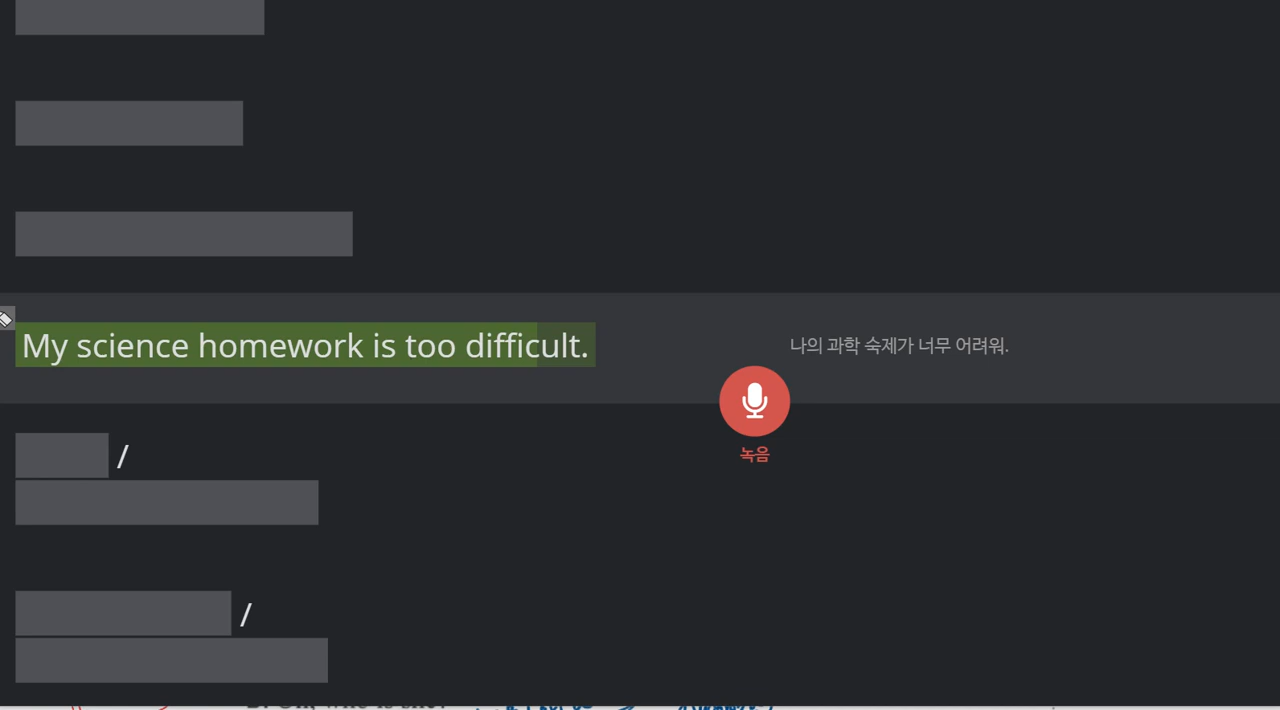 My science homework is too difficult.
나의 과학 숙제가 너무 어려워.
녹음
/
/